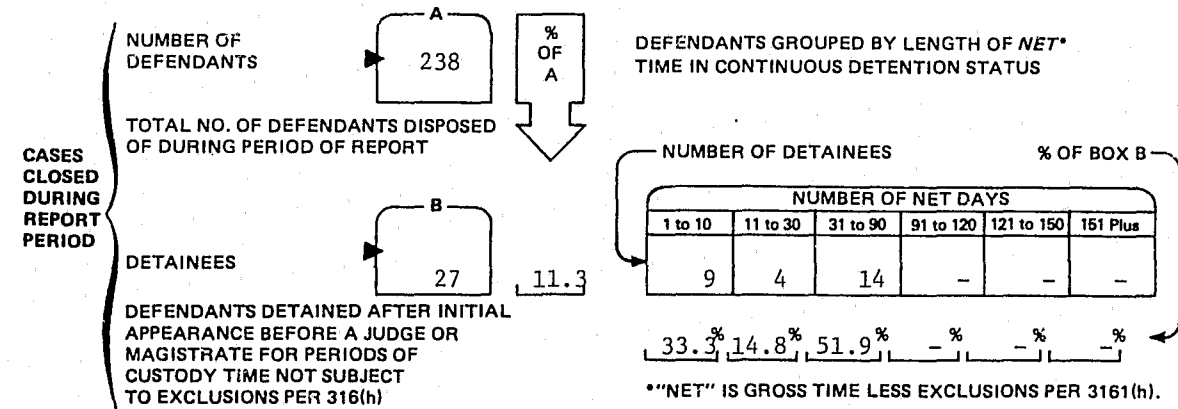 A
NUMBER OF
DEFENDANTS
238
%
OF
A
TOTAL NO. OF DEFENDANTS DISPOSED
OF DURING PERIOD OF REPORT
CASES
CLOSED
DURING
REPORT
PERIOD
B
DETAINEES
27
11.3
DEFENDANTS DETAINED AFTER INITIAL
APPEARANCE BEFORE A JUDGE OR
MAGISTRATE FOR PERIODS OF
CUSTODY TIME NOT SUBJECT
TO EXCLUSIONS PER 316(h)
DEFENDANTS GROUPED BY LENGTH OF NET*
TIME IN CONTINUOUS DETENTION STATUS
NUMBER OF DETAINEES % OF BOX B
NUMBER OF NET DAYS
1 to 10 11 to 30 31 to 90 91 to 120 121 to 150 151 Plus
9 4 14 – – –
33.3% 14.8% 51.9% –% –% –%
*"NET" IS GROSS TIME LESS EXCLUSIONS PER 3161(h).